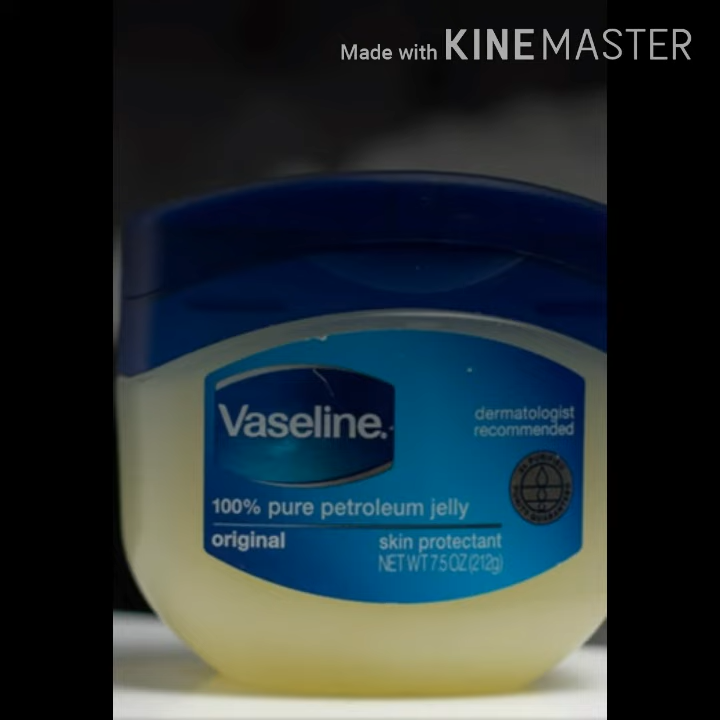 Made with KINEMASTER
Vaseline.
dermatologist
recommended
100% pure petroleum jelly
original
skin protectant
NET WT 7.5 OZ (212g)